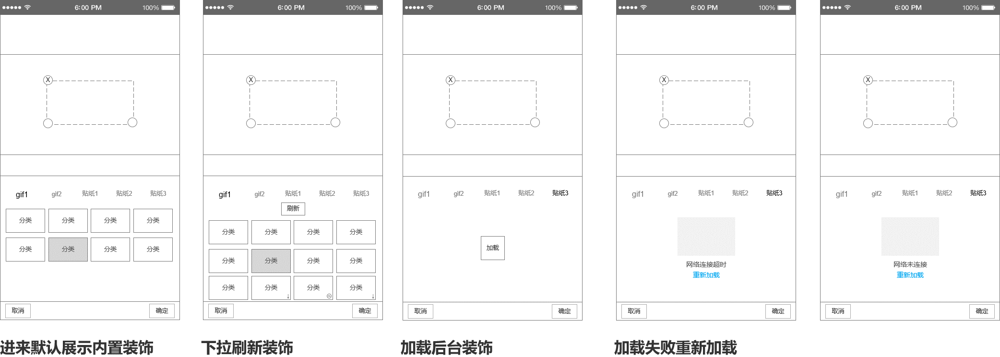 6:00 PM 100%
X
gif1 gif2 贴纸1 贴纸2 贴纸3
分类 分类 分类 分类
分类 分类 分类 分类
取消 确定
进来默认展示内置装饰
6:00 PM 100%
X
gif1 gif2 贴纸1 贴纸2 贴纸3
刷新
分类 分类 分类 分类
分类 分类 分类 分类
分类 分类 分类 分类
取消 确定
下拉刷新装饰
6:00 PM 100%
X
gif1 gif2 贴纸1 贴纸2 贴纸3
加载
取消 确定
加载后台装饰
6:00 PM 100%
X
gif1 gif2 贴纸1 贴纸2 贴纸3
网络连接超时
重新加载
取消 确定
加载失败重新加载
6:00 PM 100%
X
gif1 gif2 贴纸1 贴纸2 贴纸3
网络未连接
重新加载
取消 确定